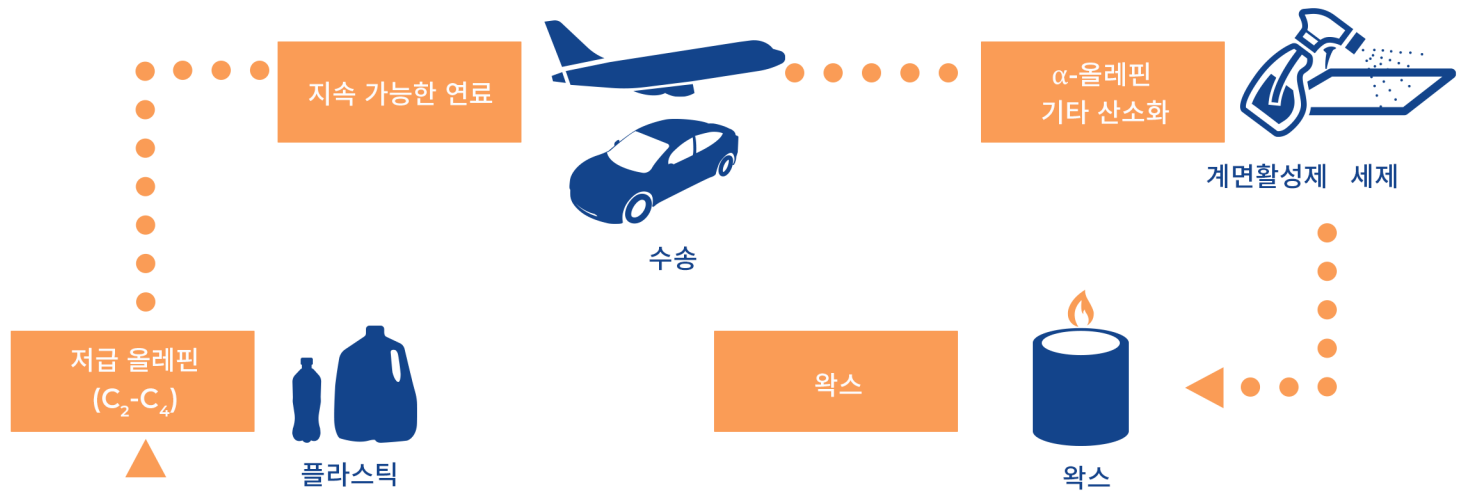 지속 가능한 연료
α-올레핀
기타 산소화
계면활성제 세제
수송
저급 올레핀
(C₂-C₄)
플라스틱
왁스
왁스